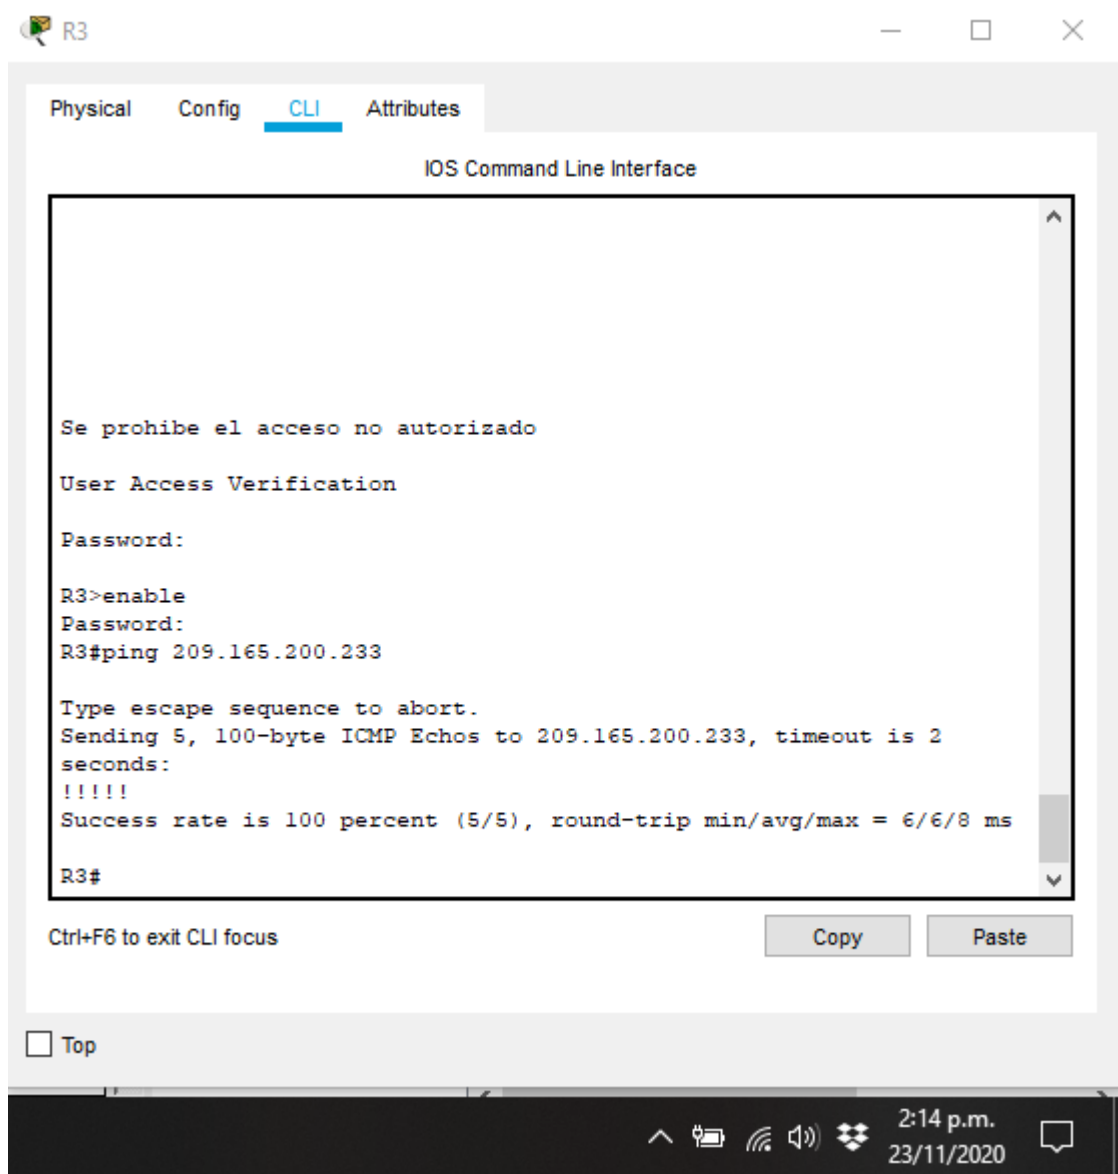 R3
Physical Config CLI Attributes
IOS Command Line Interface
Se prohibe el acceso no autorizado
User Access Verification
Password:
R3>enable
Password:
R3#ping 209.165.200.233
Type escape sequence to abort.
Sending 5, 100-byte ICMP Echos to 209.165.200.233, timeout is 2
seconds:
!!!!!
Success rate is 100 percent (5/5), round-trip min/avg/max = 6/6/8 ms
R3#
Ctrl+F6 to exit CLI focus
Copy Paste
Top
2:14 p.m.
23/11/2020